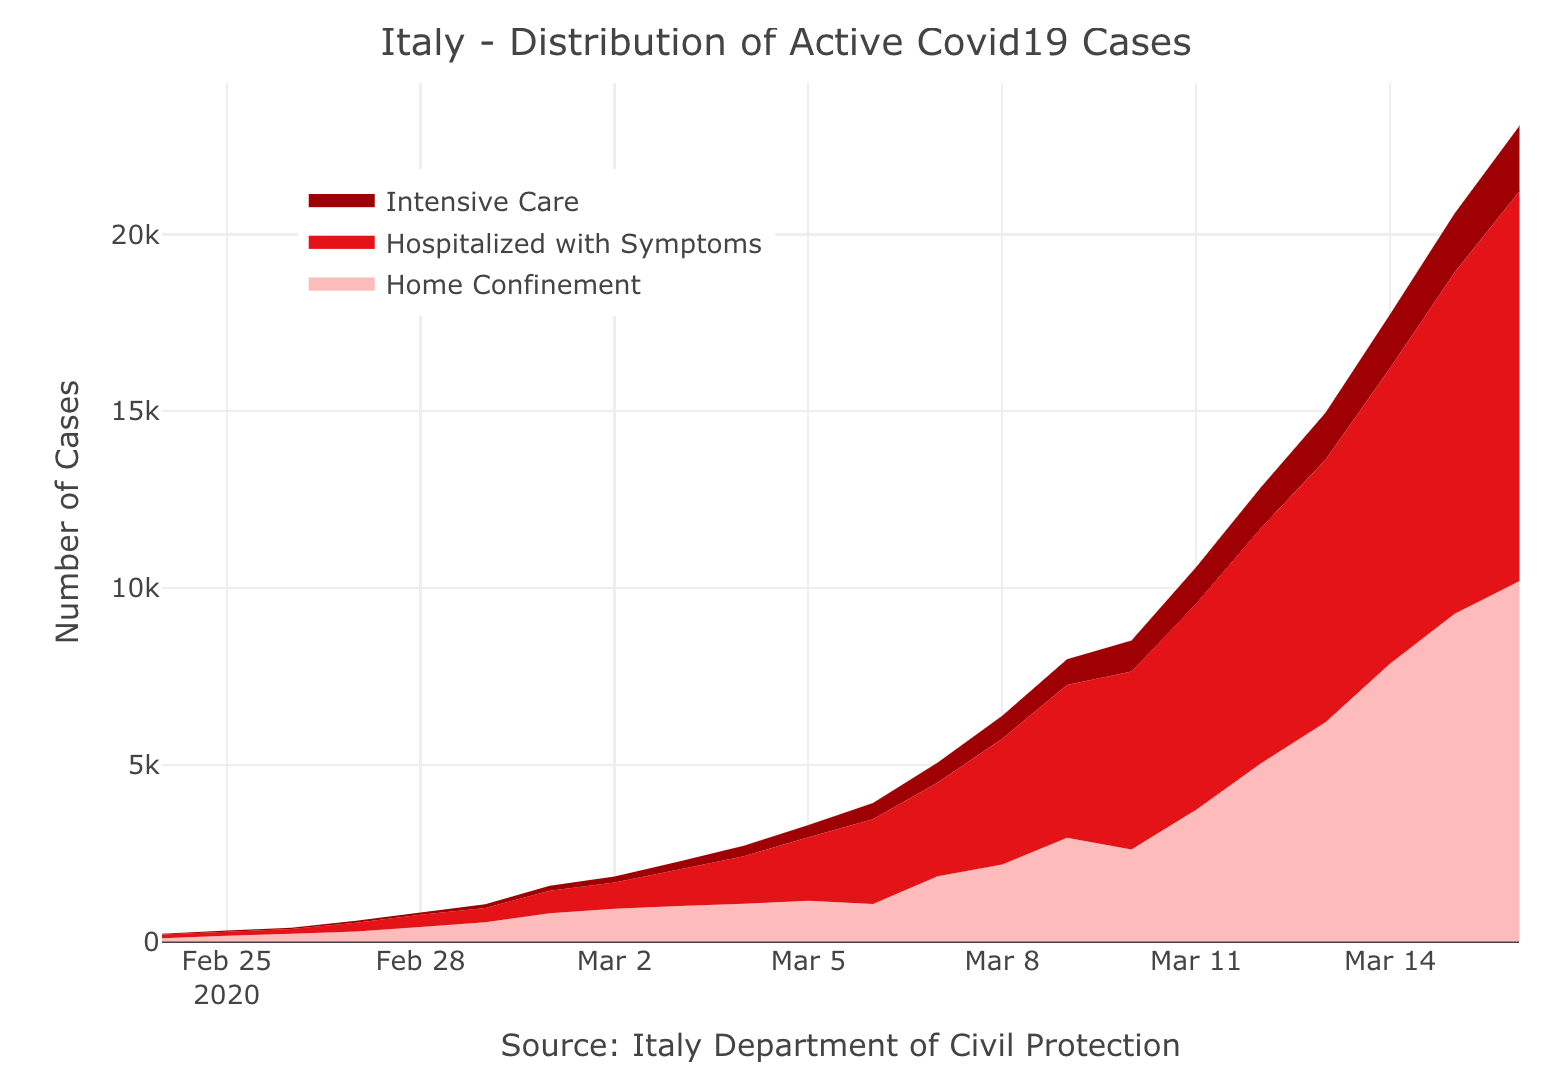 Italy - Distribution of Active Covid19 Cases
Intensive Care
Hospitalized with Symptoms
Home Confinement
Number of Cases
20k
15k
10k
5k
0
Feb 25 Feb 28 Mar 2 Mar 5 Mar 8 Mar 11 Mar 14
2020
Source: Italy Department of Civil Protection